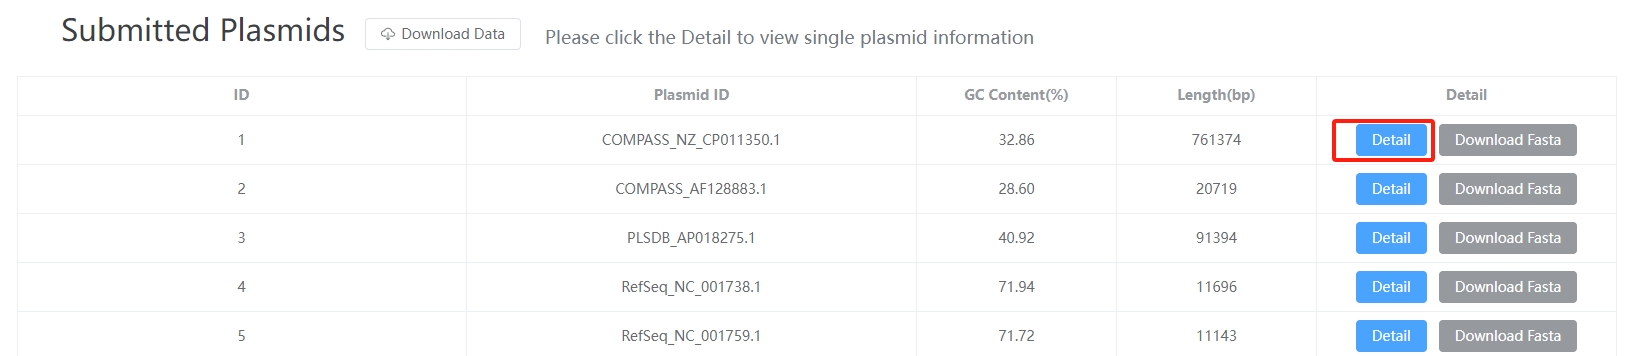 Submitted Plasmids Download Data Please click the Detail to view single plasmid information
ID Plasmid ID GC Content(%) Length(bp) Detail
1 COMPASS_NZ_CP011350.1 32.86 761374 Detail Download Fasta
2 COMPASS_AF128883.1 28.60 20719 Detail Download Fasta
3 PLSDB_AP018275.1 40.92 91394 Detail Download Fasta
4 RefSeq_NC_001738.1 71.94 11696 Detail Download Fasta
5 RefSeq_NC_001759.1 71.72 11143 Detail Download Fasta